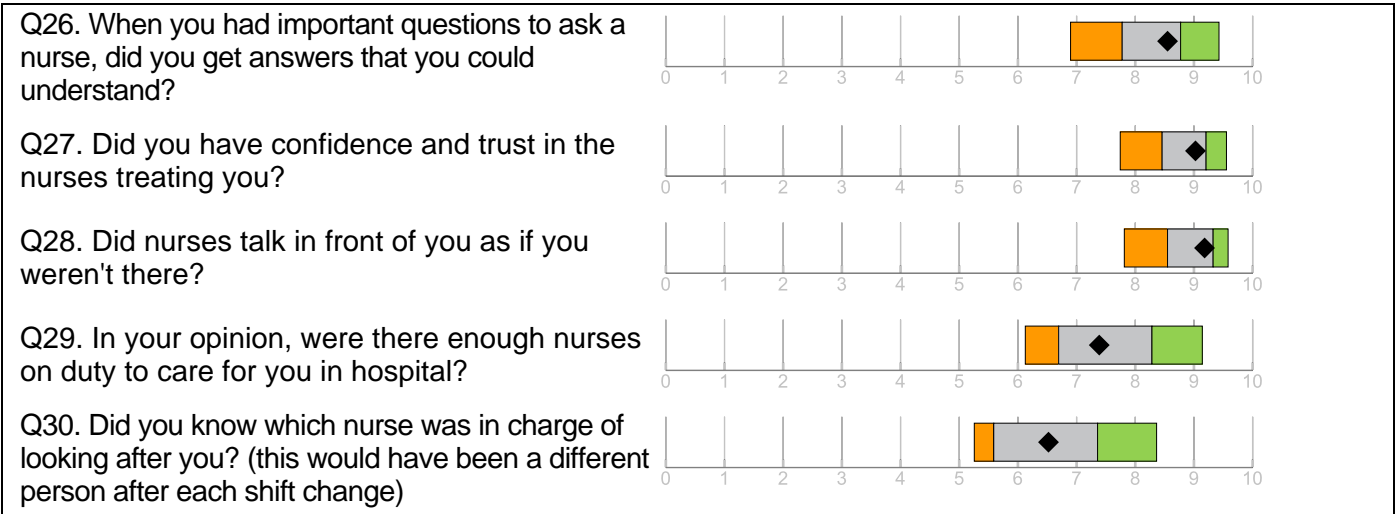 Q26. When you had important questions to ask a
nurse, did you get answers that you could
understand?
0 1 2 3 4 5 6 7 8 9 10
Q27. Did you have confidence and trust in the
nurses treating you?
0 1 2 3 4 5 6 7 8 9 10
Q28. Did nurses talk in front of you as if you
weren't there?
0 1 2 3 4 5 6 7 8 9 10
Q29. In your opinion, were there enough nurses
on duty to care for you in hospital?
0 1 2 3 4 5 6 7 8 9 10
Q30. Did you know which nurse was in charge of
looking after you? (this would have been a different
person after each shift change)
0 1 2 3 4 5 6 7 8 9 10